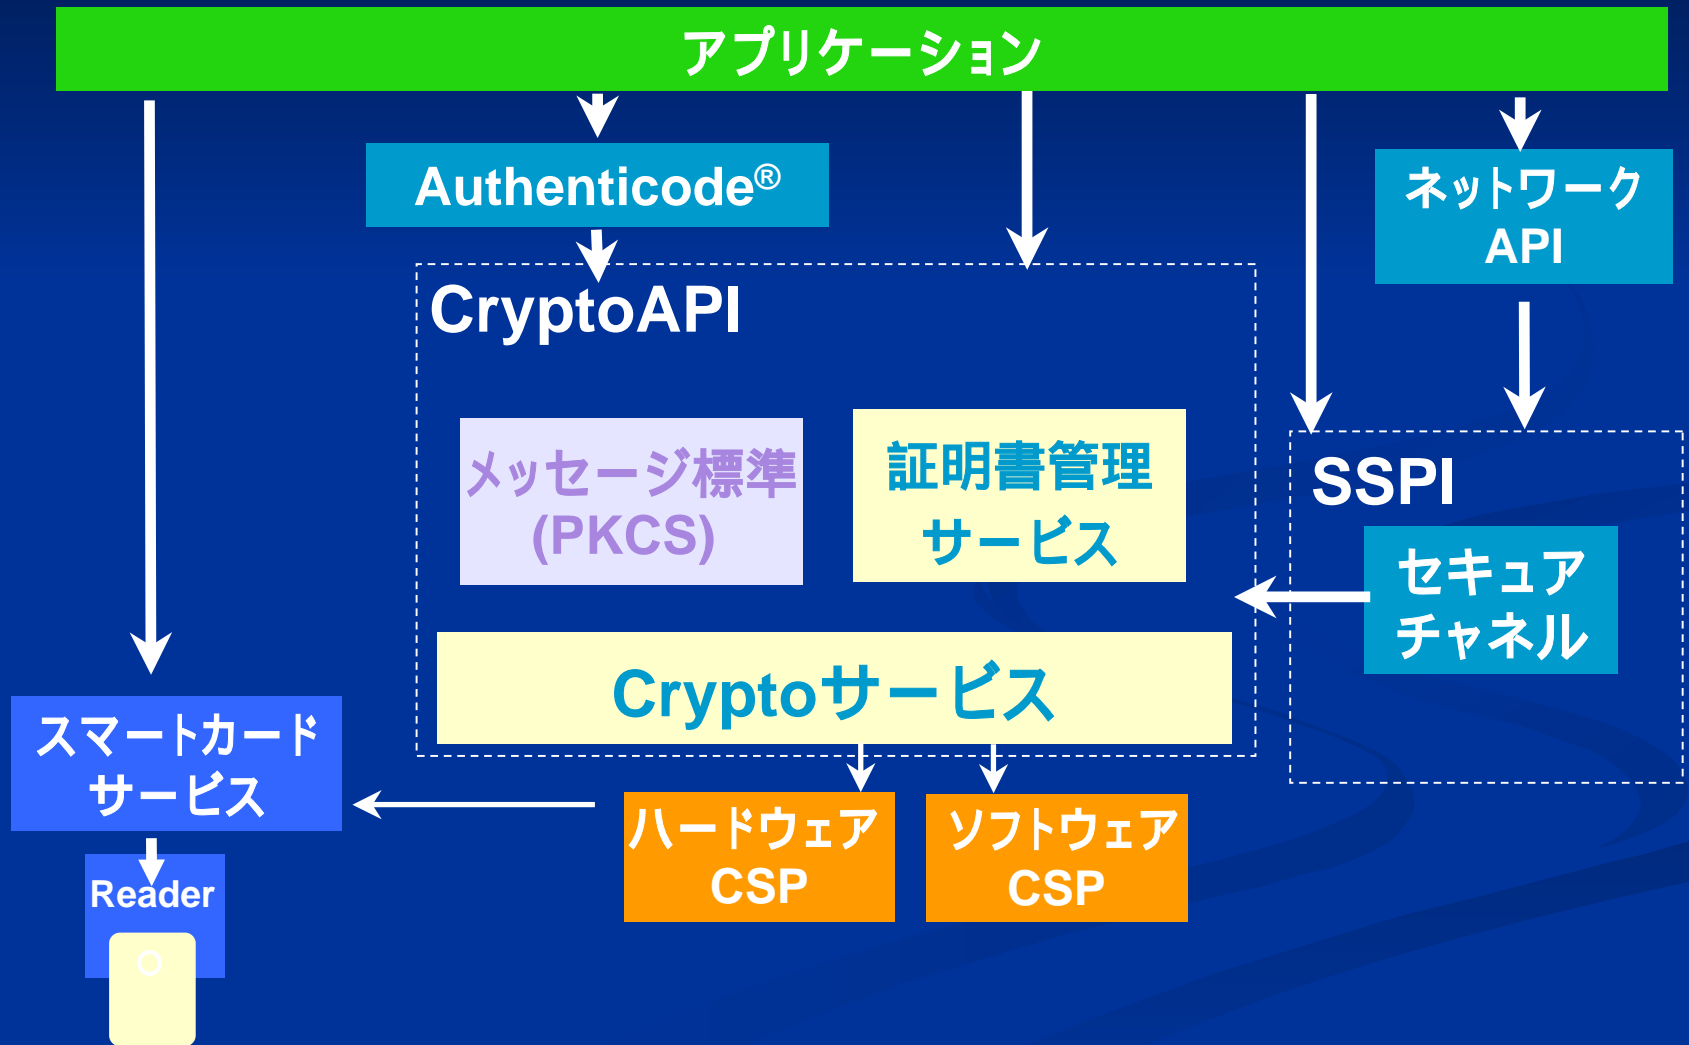 アプリケーション
Authenticode®
ネットワーク
API
CryptoAPI
メッセージ標準
(PKCS)
証明書管理
サービス
SSPI
セキュア
チャネル
Cryptoサービス
スマートカード
サービス
ハードウェア
CSP
ソフトウェア
CSP
Reader